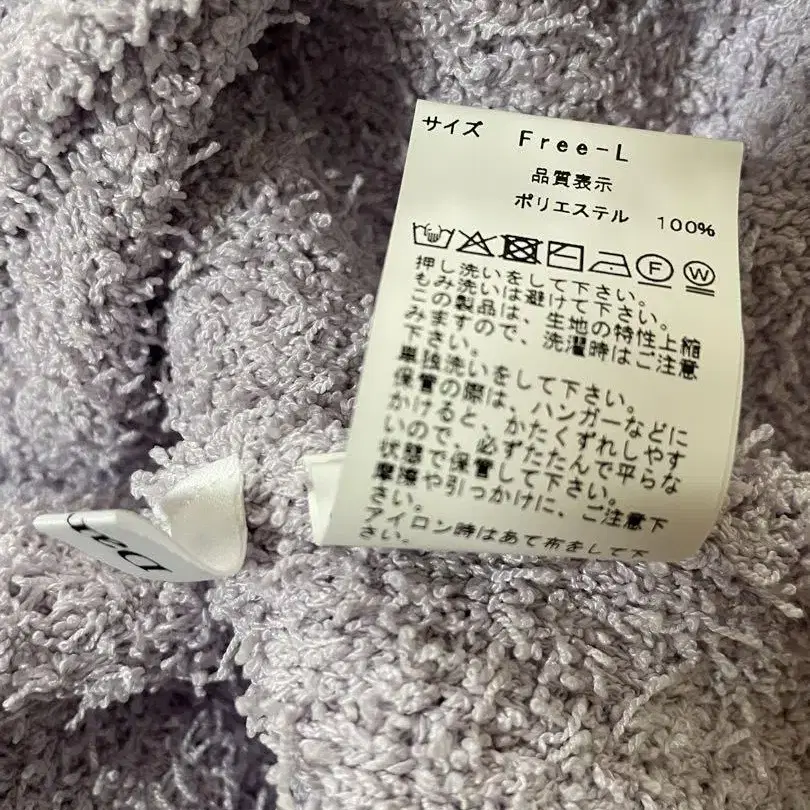 サイズ Free-L
品質表示
ポリエステル 100%
F W
押し洗いをして下さい。
もみ洗いは避けて下さい。
この製品は、生地の特性上縮
みますので、洗濯時はご注意
下さい。
単独洗いをして下さい。
保管の際は、ハンガーなどに
かけると、かたくずれしやす
いので、必ずたたんで平らな
状態で保管して下さい。
摩擦や引っかけに、ご注意下
さい。
アイロン時はあて布をして下
さい。